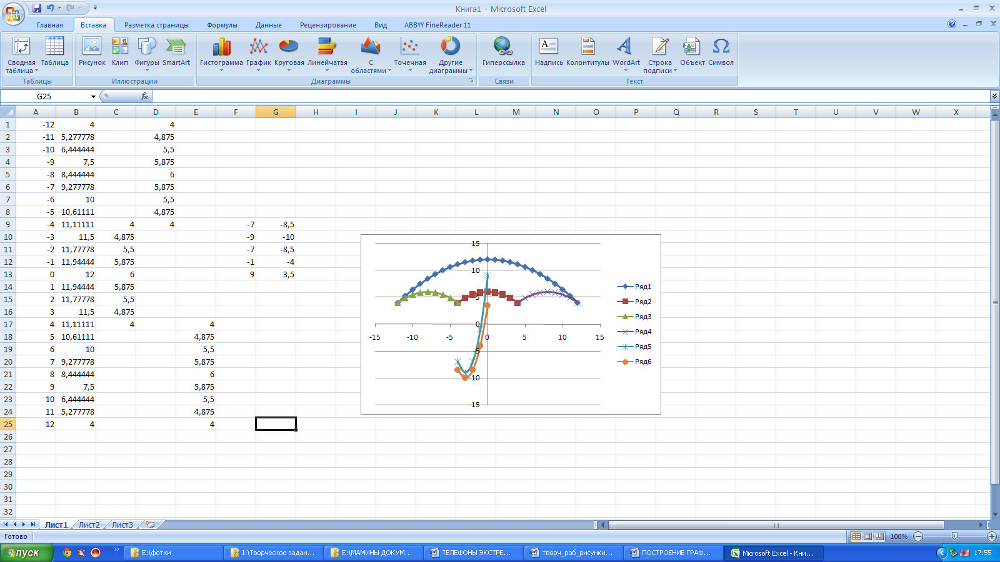 Книга1 - Microsoft Excel
Главная Вставка Разметка страницы Формулы Данные Рецензирование Вид ABBYY FineReader 11
Сводная таблица Таблица Рисунок Клип Фигуры SmartArt Гистограмма График Круговая Линейчатая С областями Точечная Другие диаграммы Гиперссылка Надпись Колонтитулы WordArt Строка подписи Объект Символ
Таблицы Иллюстрации Диаграммы Связи Текст
G25 fx
A B C D E F G H I J K L M N O P Q R S T U V W X
1 -12 4 4
2 -11 5,277778 4,875
3 -10 6,444444 5,5
4 -9 7,5 5,875
5 -8 8,444444 6
6 -7 9,277778 5,875
7 -6 10 5,5
8 -5 10,61111 4,875
9 -4 11,11111 4 4 -7 -8,5
10 -3 11,5 4,875 -9 -10
11 -2 11,77778 5,5 -7 -8,5
12 -1 11,94444 5,875 -1 -4
13 0 12 6 9 3,5
14 1 11,94444 5,875
15 2 11,77778 5,5
16 3 11,5 4,875
17 4 11,11111 4 4
18 5 10,61111 4,875
19 6 10 5,5
20 7 9,277778 5,875
21 8 8,444444 6
22 9 7,5 5,875
23 10 6,444444 5,5
24 11 5,277778 4,875
25 12 4 4
26
27
28
29
30
31
32
15
10
5
0
-15 -10 -5 0 5 10 15
-5
-10
-15
Ряд1
Ряд2
Ряд3
Ряд4
Ряд5
Ряд6
Лист1 Лист2 Лист3
Готово 100%
пуск E:\фотки I:\Творческое задан... E:\МАМИНЫ ДОКУМ... ТЕЛЕФОНЫ ЭКСТРЕ... творч_раб_рисунки... ПОСТРОЕНИЕ ГРАФ... Microsoft Excel - Кни... 17:55